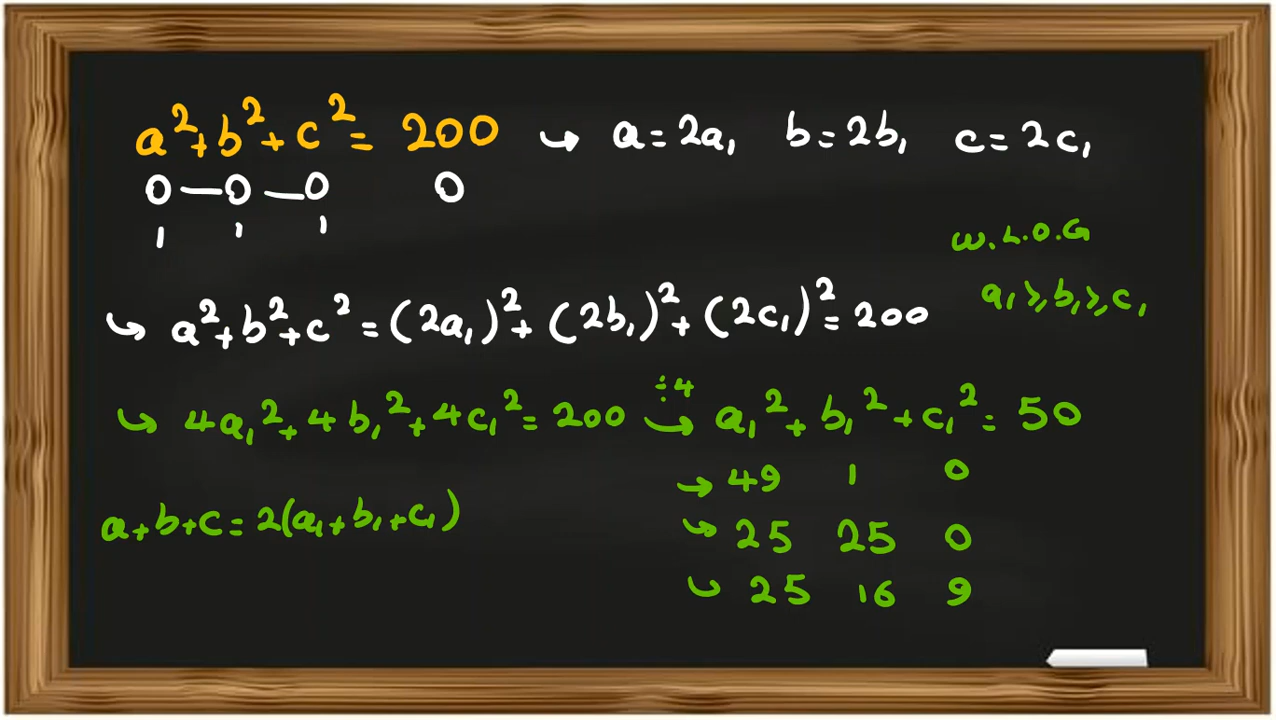 a²+b²+c² = 200 ↪ a=2a₁ b=2b₁ c=2c₁
0 — 0 — 0 0
1 1 1
W.L.O.G
a₁ ⩾ b₁ ⩾ c₁
↪ a²+b²+c² = (2a₁)²+(2b₁)²+(2c₁)² = 200
÷4
↪ 4a₁²+4b₁²+4c₁² = 200 ↪ a₁²+b₁²+c₁² = 50
↪ 49 1 0
a+b+c = 2(a₁+b₁+c₁)
↪ 25 25 0
↪ 25 16 9